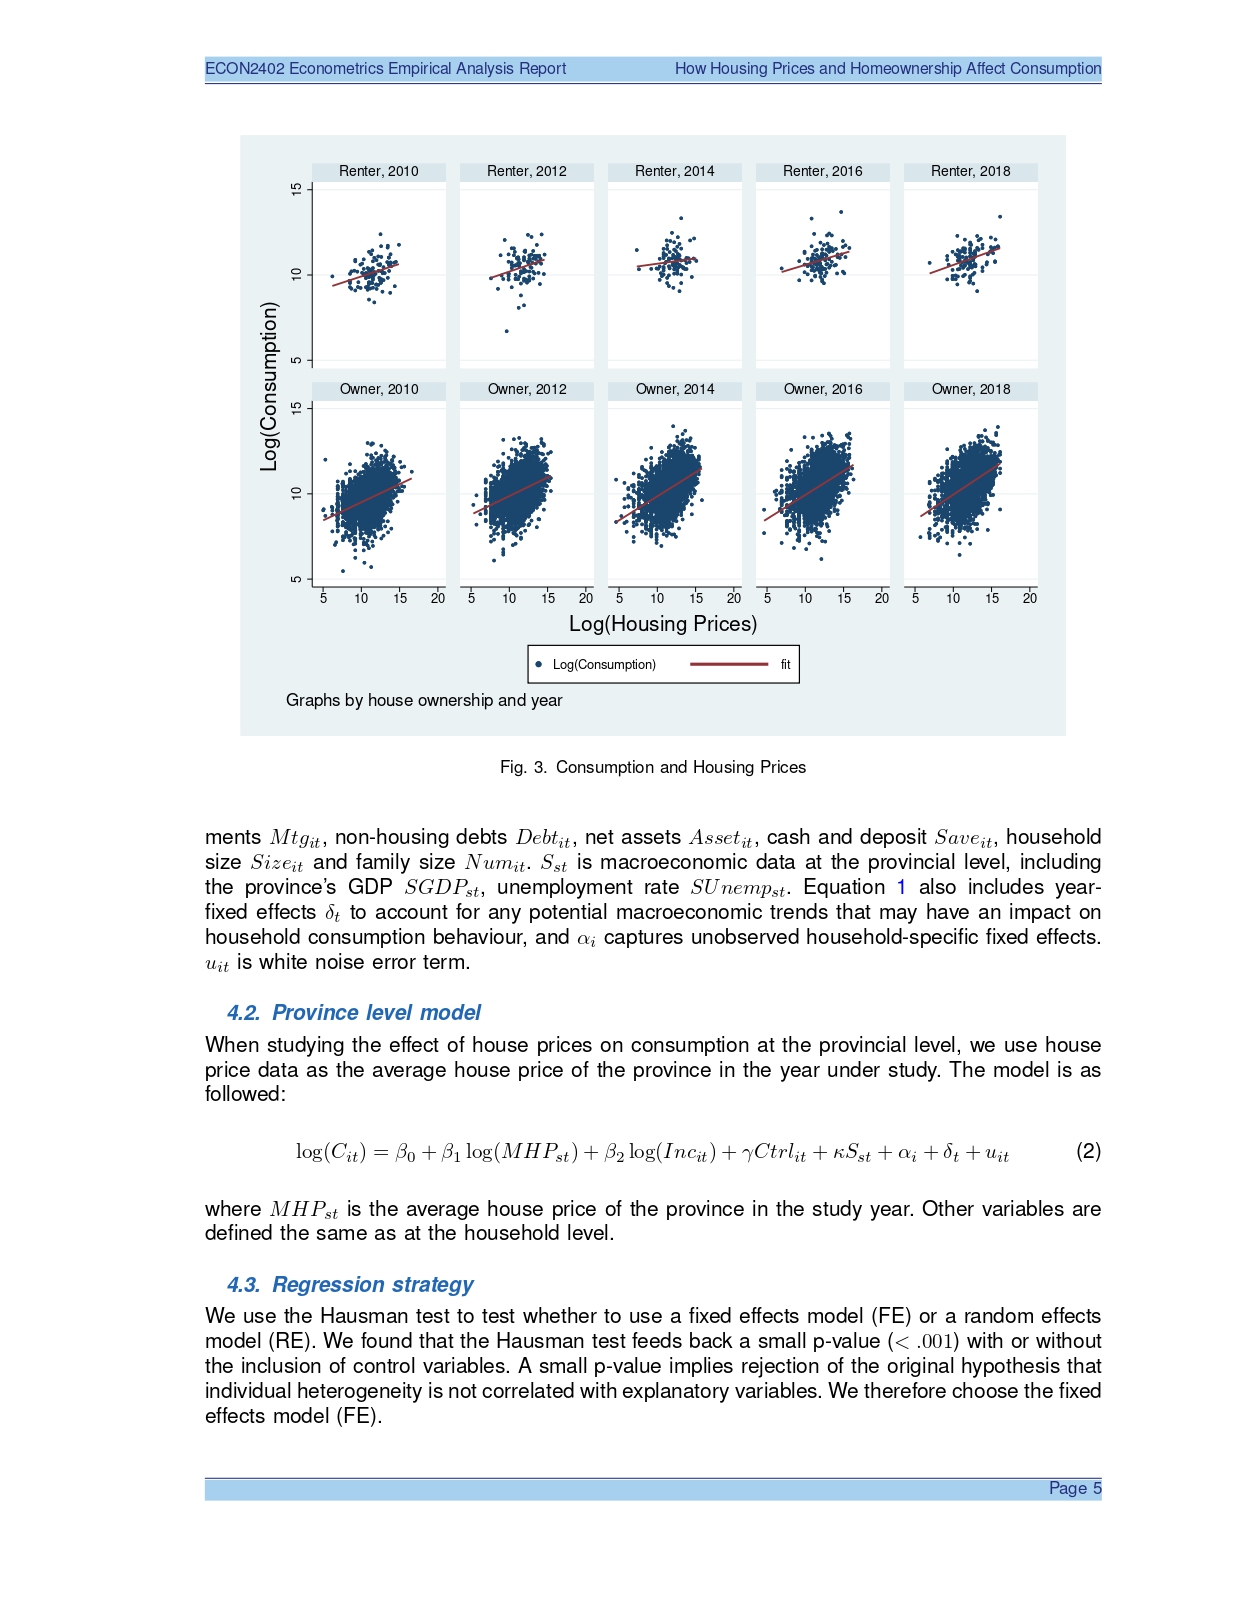 ECON2402 Econometrics Empirical Analysis Report How Housing Prices and Homeownership Affect Consumption
Renter, 2010 Renter, 2012 Renter, 2014 Renter, 2016 Renter, 2018
15
10
5
Owner, 2010 Owner, 2012 Owner, 2014 Owner, 2016 Owner, 2018
15
10
5
Log(Consumption)
5 10 15 20 5 10 15 20 5 10 15 20 5 10 15 20 5 10 15 20
Log(Housing Prices)
Log(Consumption) fit
Graphs by house ownership and year
Fig. 3. Consumption and Housing Prices
ments Mtg_{it}, non-housing debts Debt_{it}, net assets Asset_{it}, cash and deposit Save_{it}, household
size Size_{it} and family size Num_{it}. S_{st} is macroeconomic data at the provincial level, including
the province's GDP SGDP_{st}, unemployment rate SUnemp_{st}. Equation 1 also includes year-
fixed effects δ_t to account for any potential macroeconomic trends that may have an impact on
household consumption behaviour, and α_i captures unobserved household-specific fixed effects.
u_{it} is white noise error term.
4.2. Province level model
When studying the effect of house prices on consumption at the provincial level, we use house
price data as the average house price of the province in the year under study. The model is as
followed:
log(C_{it}) = β_0 + β_1 log(MHP_{st}) + β_2 log(Inc_{it}) + γCtrl_{it} + κS_{st} + α_i + δ_t + u_{it} (2)
where MHP_{st} is the average house price of the province in the study year. Other variables are
defined the same as at the household level.
4.3. Regression strategy
We use the Hausman test to test whether to use a fixed effects model (FE) or a random effects
model (RE). We found that the Hausman test feeds back a small p-value (< .001) with or without
the inclusion of control variables. A small p-value implies rejection of the original hypothesis that
individual heterogeneity is not correlated with explanatory variables. We therefore choose the fixed
effects model (FE).
Page 5